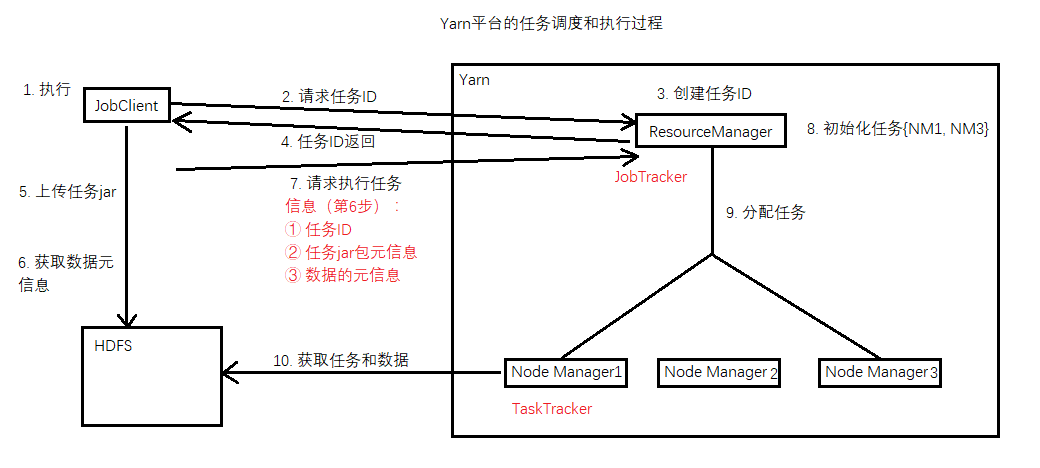 Yarn平台的任务调度和执行过程
Yarn
1. 执行
JobClient
2. 请求任务ID
3. 创建任务ID
ResourceManager
8. 初始化任务{NM1, NM3}
4. 任务ID返回
JobTracker
5. 上传任务jar
7. 请求执行任务
信息（第6步）:
① 任务ID
② 任务jar包元信息
③ 数据的元信息
9. 分配任务
6. 获取数据元
信息
HDFS
10. 获取任务和数据
Node Manager1
Node Manager2
Node Manager3
TaskTracker